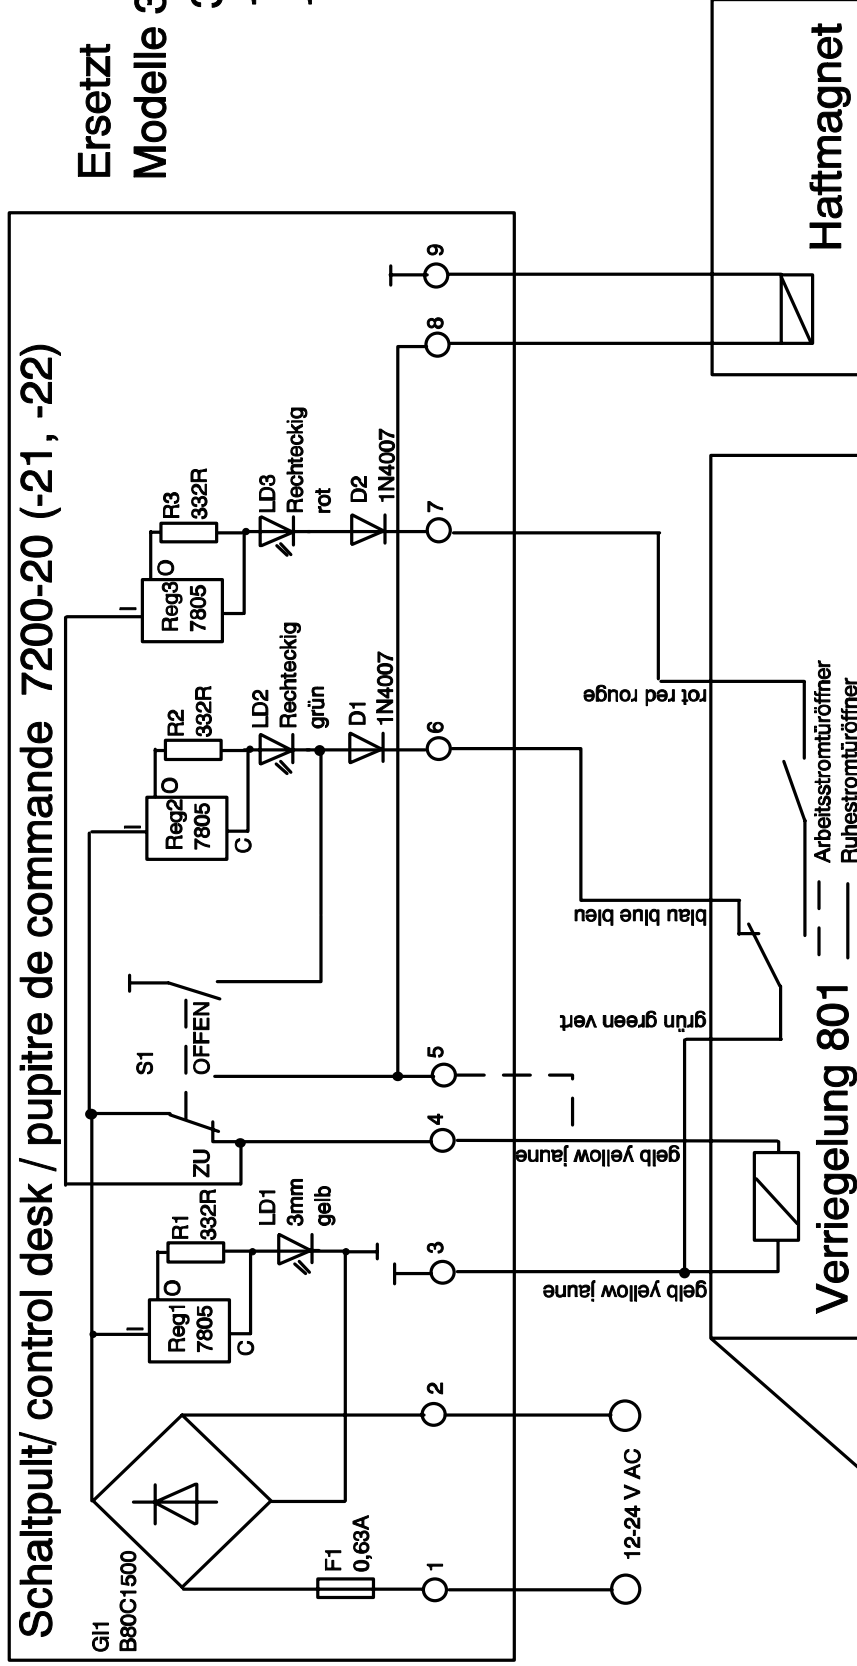 Schaltpult/ control desk / pupitre de commande 7200-20 (-21, -22)
Ersetzt
Modelle 3
Gl1
B80C1500
I
Reg1
7805
O
C
R1
332R
LD1
3mm
gelb
F1
0,63A
S1
ZU
OFFEN
I
Reg2
7805
O
C
R2
332R
LD2
Rechteckig
grün
D1
1N4007
I
Reg3
7805
O
R3
332R
LD3
Rechteckig
rot
D2
1N4007
1
2
3
4
5
6
7
8
9
12-24 V AC
gelb yellow jaune
gelb yellow jaune
grün green vert
blau blue bleu
rot red rouge
Verriegelung 801
Arbeitsstromtüröffner
Ruhestromtüröffner
Haftmagnet